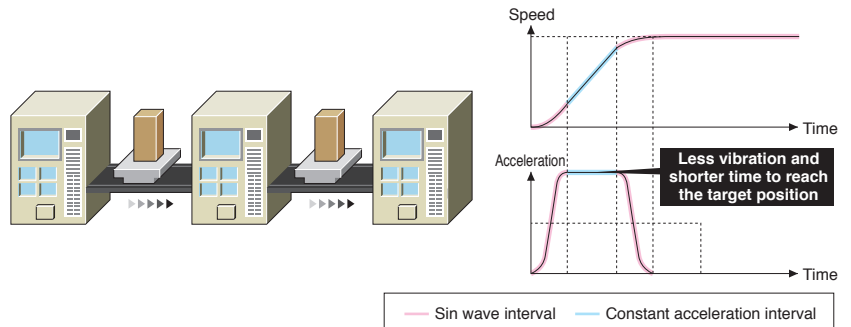 Speed
Time
Acceleration
Less vibration and
shorter time to reach
the target position
Time
Sin wave interval
Constant acceleration interval